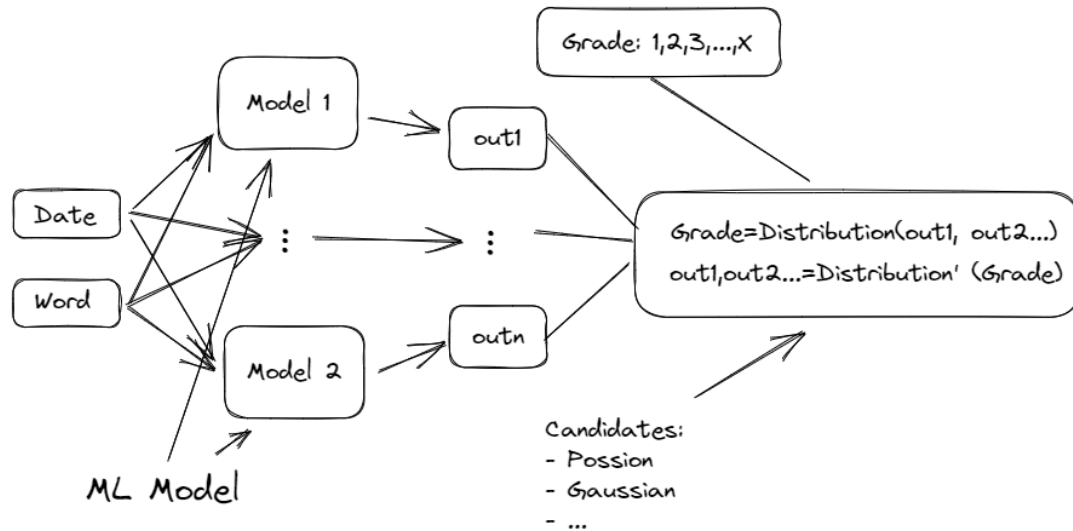 Grade: 1,2,3,...,X
Model 1
out1
Date
...
...
Grade=Distribution(out1, out2...)
out1,out2...=Distribution' (Grade)
Word
Model 2
outn
ML Model
Candidates:
- Possion
- Gaussian
- ...